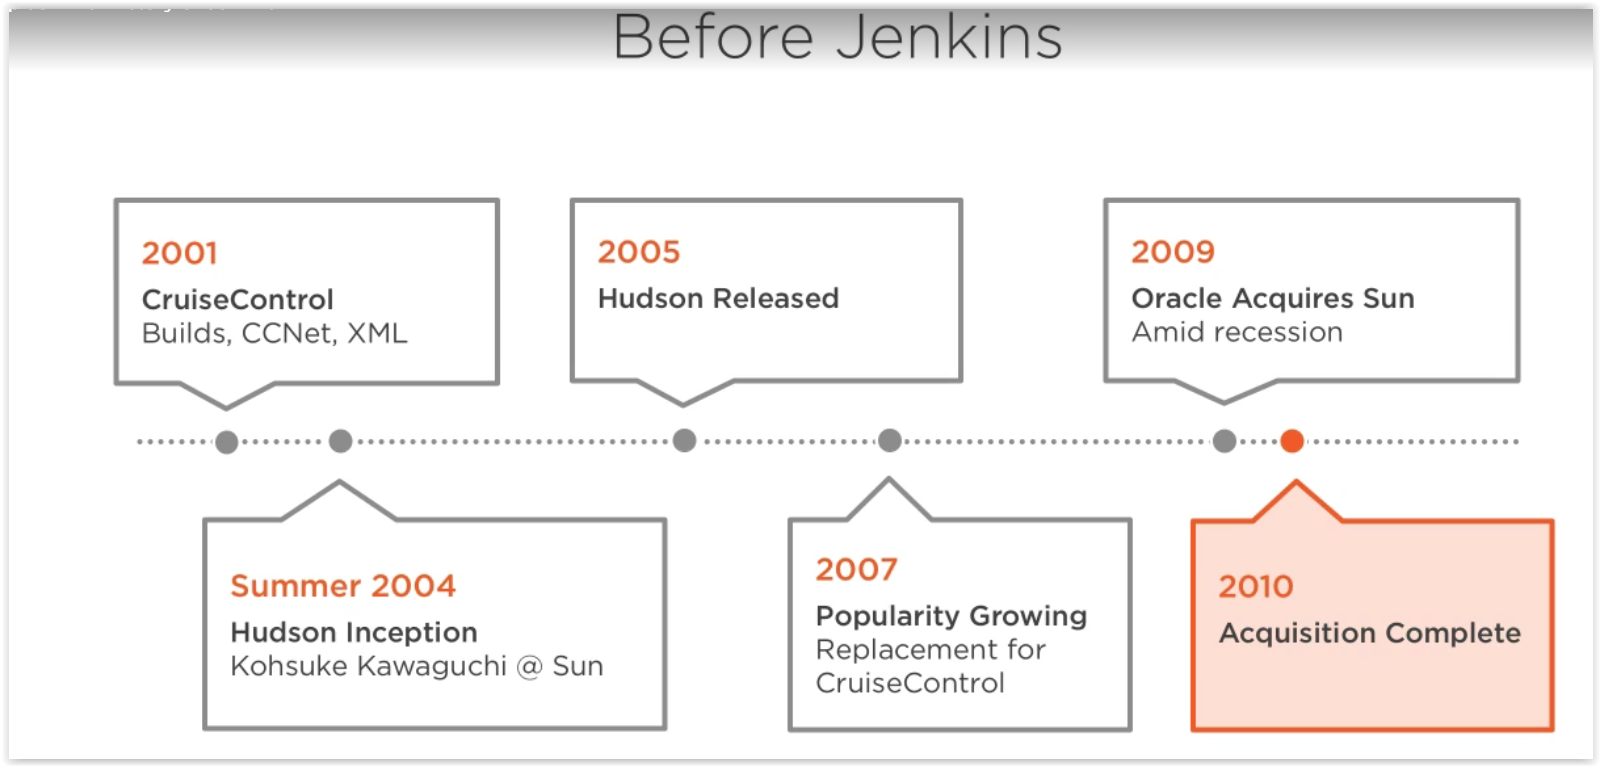 Before Jenkins
2001
CruiseControl
Builds, CCNet, XML
Summer 2004
Hudson Inception
Kohsuke Kawaguchi @ Sun
2005
Hudson Released
2007
Popularity Growing
Replacement for
CruiseControl
2009
Oracle Acquires Sun
Amid recession
2010
Acquisition Complete